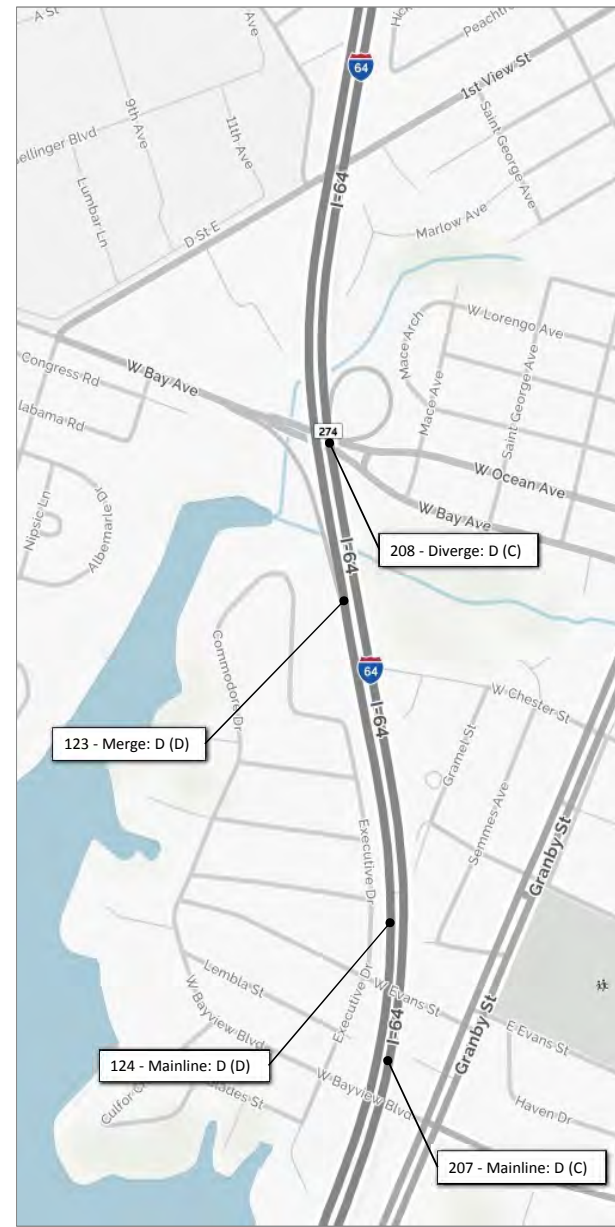 A St
Ave
Hick
Peachtr
64
1st View St
9th Ave
11th Ave
ellinger Blvd
Lumbar Ln
D St E
I-64
Saint George Ave
Marlow Ave
Mace Arch
W Lorengo Ave
Congress Rd
W Bay Ave
Mace Ave
Saint George Ave
labama Rd
274
W Ocean Ave
W Bay Ave
Nipsic Ln
Albemarle Dr
208 - Diverge: D (C)
I-64
Commodore Dr
64
W Chester St
I-64
123 - Merge: D (D)
Gramel St
Semmes Ave
Granby St
Executive Dr
Lembla St
W Evans St
I-64
Executive Dr
W Bayview Blvd
E Evans St
Granby St
124 - Mainline: D (D)
W Bayview Blvd
Culfor C
lades St
Haven Dr
207 - Mainline: D (C)